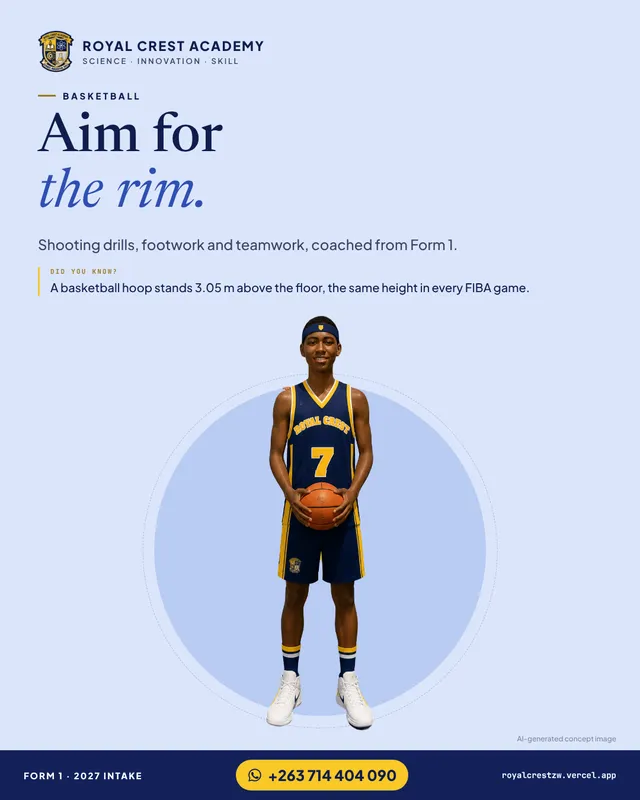 ROYAL CREST ACADEMY
SCIENCE · INNOVATION · SKILL
BASKETBALL
Aim for
the rim.
Shooting drills, footwork and teamwork, coached from Form 1.
DID YOU KNOW?
A basketball hoop stands 3.05 m above the floor, the same height in every FIBA game.
ROYAL CREST
7
AI-generated concept image
FORM 1 · 2027 INTAKE
+263 714 404 090
royalcrestzw.vercel.app